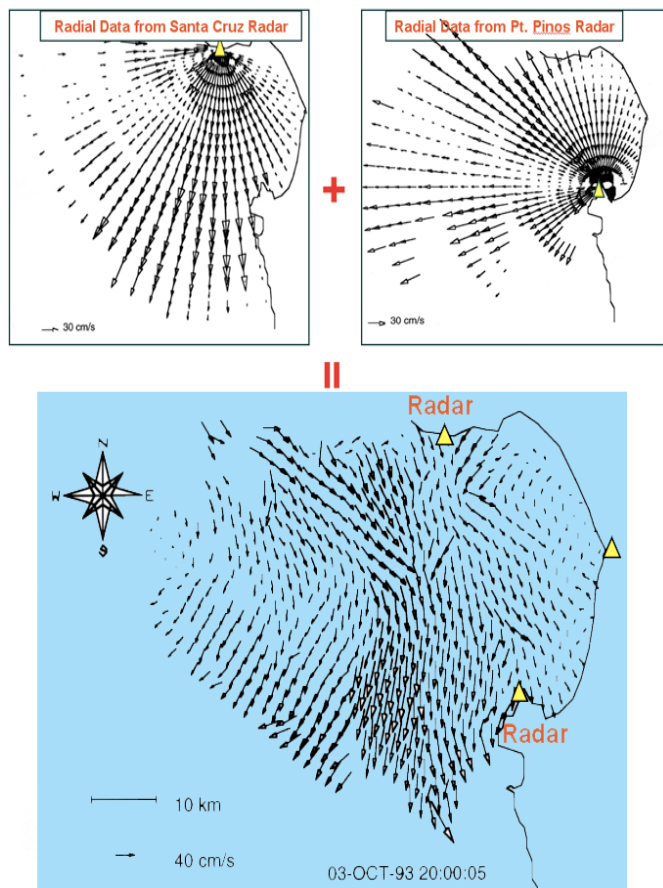 Radial Data from Santa Cruz Radar
Radial Data from Pt. Pinos Radar
+
30 cm/s
30 cm/s
=
Radar
N
W E
S
Radar
10 km
40 cm/s
03-OCT-93 20:00:05